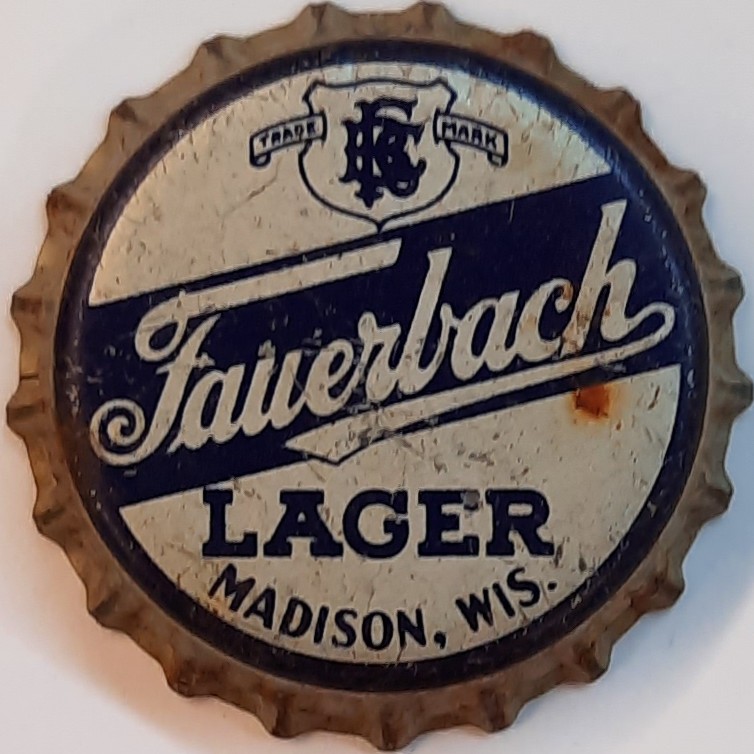 TRADE MARK
Fauerbach
LAGER
MADISON, WIS.